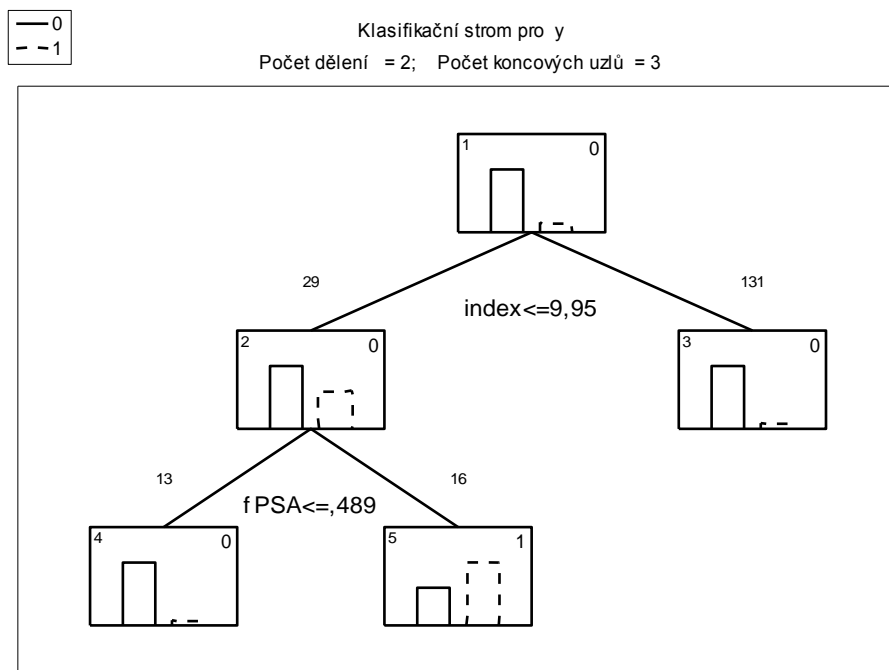 0
1
Klasifikační strom pro y
Počet dělení = 2; Počet koncových uzlů = 3
1 0
29 131
index<=9,95
2 0
3 0
13 16
fPSA<=,489
4 0
5 1